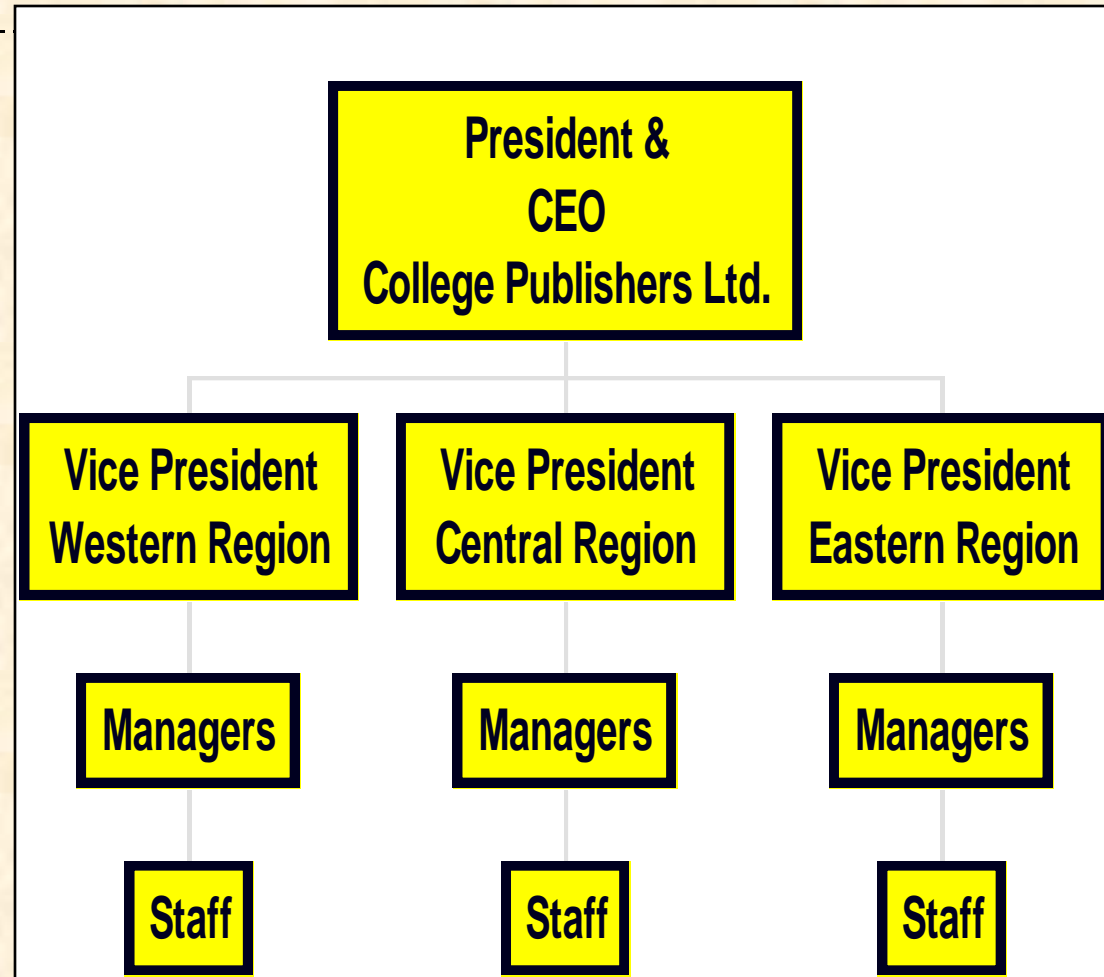 President &
CEO
College Publishers Ltd.
Vice President
Western Region
Vice President
Central Region
Vice President
Eastern Region
Managers
Managers
Managers
Staff
Staff
Staff